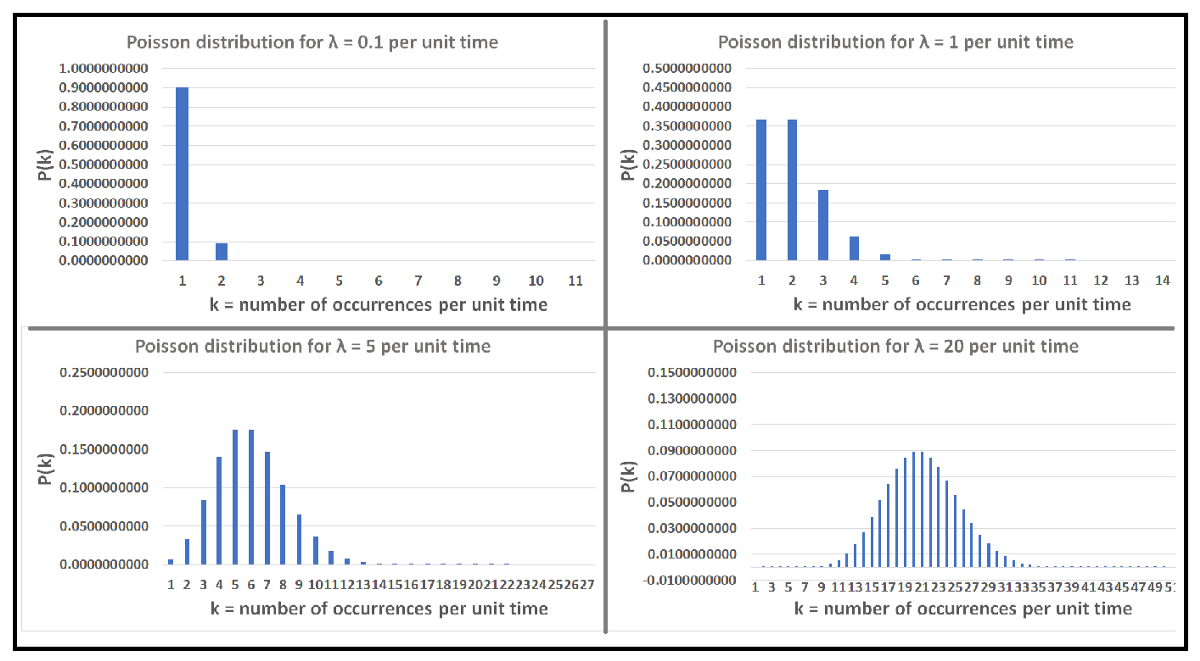 Poisson distribution for λ = 0.1 per unit time
1.0000000000
0.9000000000
0.8000000000
0.7000000000
0.6000000000
0.5000000000
0.4000000000
0.3000000000
0.2000000000
0.1000000000
0.0000000000
P(k)
1 2 3 4 5 6 7 8 9 10 11
k = number of occurrences per unit time
Poisson distribution for λ = 1 per unit time
0.5000000000
0.4500000000
0.4000000000
0.3500000000
0.3000000000
0.2500000000
0.2000000000
0.1500000000
0.1000000000
0.0500000000
0.0000000000
P(k)
1 2 3 4 5 6 7 8 9 10 11 12 13 14
k = number of occurrences per unit time
Poisson distribution for λ = 5 per unit time
0.2500000000
0.2000000000
0.1500000000
0.1000000000
0.0500000000
0.0000000000
P(k)
1 2 3 4 5 6 7 8 9 10 11 12 13 14 15 16 17 18 19 20 21 22 23 24 25 26 27
k = number of occurrences per unit time
Poisson distribution for λ = 20 per unit time
0.1500000000
0.1300000000
0.1100000000
0.0900000000
0.0700000000
0.0500000000
0.0300000000
0.0100000000
-0.0100000000
P(k)
1 3 5 7 9 11 13 15 17 19 21 23 25 27 29 31 33 35 37 39 41 43 45 47 49 51
k = number of occurrences per unit time